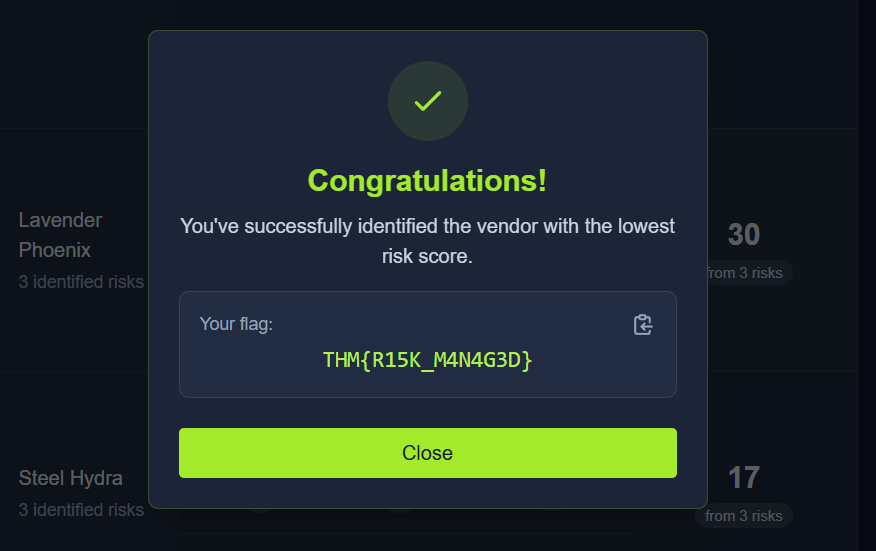 Congratulations!
You've successfully identified the vendor with the lowest
risk score.
Your flag:
THM{R15K_M4N4G3D}
Close
Lavender
Phoenix
3 identified risks
30
from 3 risks
Steel Hydra
3 identified risks
17
from 3 risks